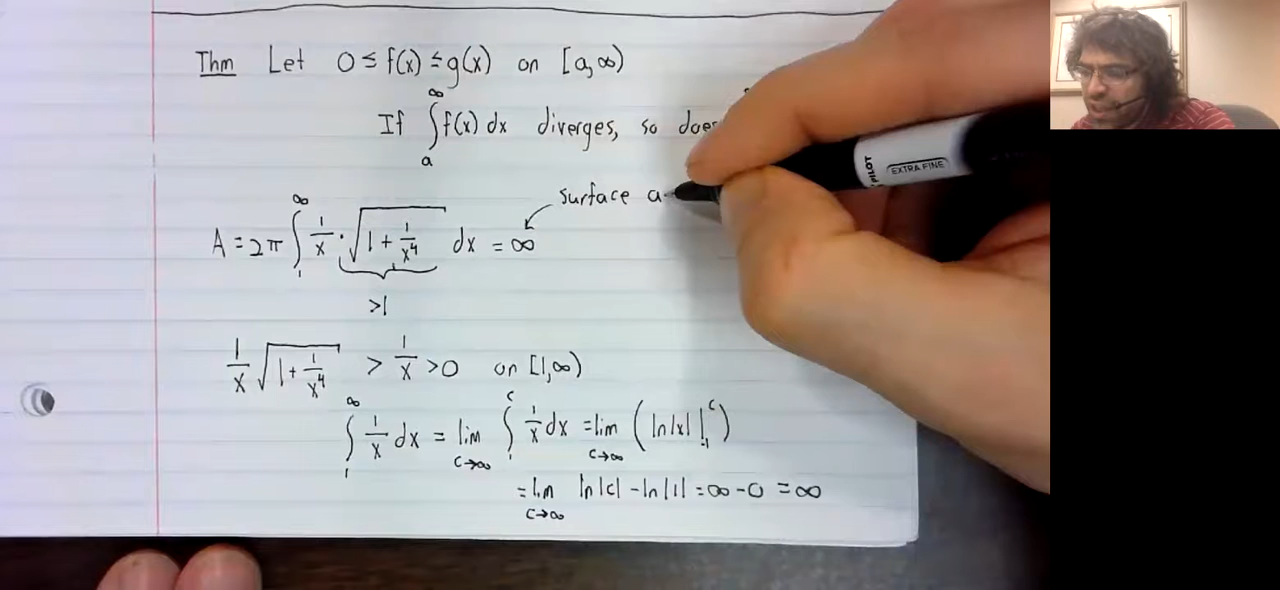 Thm Let 0 ≤ f(x) ≤ g(x) on [a,∞)
If ∫_a^∞ f(x) dx diverges, so does
surface a
A = 2π ∫_1^∞ 1/x · √(1 + 1/x⁴) dx = ∞
>1
1/x √(1 + 1/x⁴) > 1/x > 0 on [1,∞)
∫_1^∞ 1/x dx = lim_{c→∞} ∫_1^c 1/x dx = lim_{c→∞} (ln|x| |_1^c)
= lim_{c→∞} ln|c| - ln|1| = ∞ - 0 = ∞
PILOT
EXTRA FINE